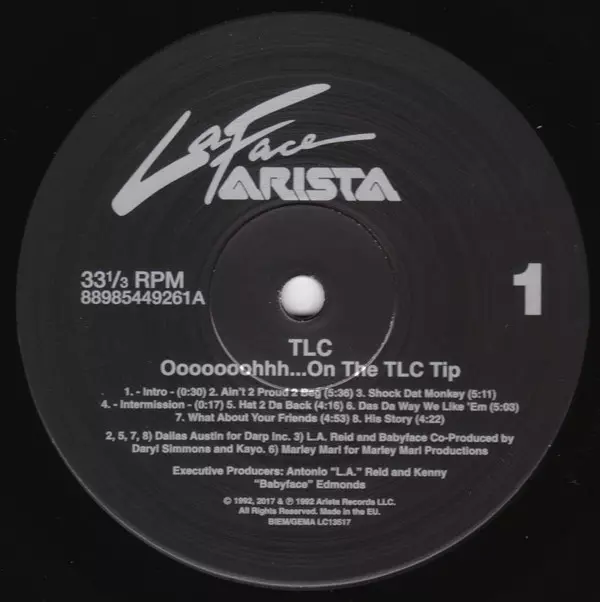 LaFace
ARISTA
33⅓ RPM
88985449261A
1
TLC
Ooooooohhh...On The TLC Tip
1. - Intro - (0:30) 2. Ain't 2 Proud 2 Beg (5:36) 3. Shock Dat Monkey (5:11)
4. - Intermission - (0:17) 5. Hat 2 Da Back (4:16) 6. Das Da Way We Like 'Em (5:03)
7. What About Your Friends (4:53) 8. His Story (4:22)
2, 5, 7, 8) Dallas Austin for Darp Inc. 3) L.A. Reid and Babyface Co-Produced by
Daryl Simmons and Kayo. 6) Marley Marl for Marley Marl Productions
Executive Producers: Antonio "L.A." Reid and Kenny
"Babyface" Edmonds
© 1992, 2017 & ℗ 1992 Arista Records LLC.
All Rights Reserved. Made in the EU.
BIEM/GEMA LC13517